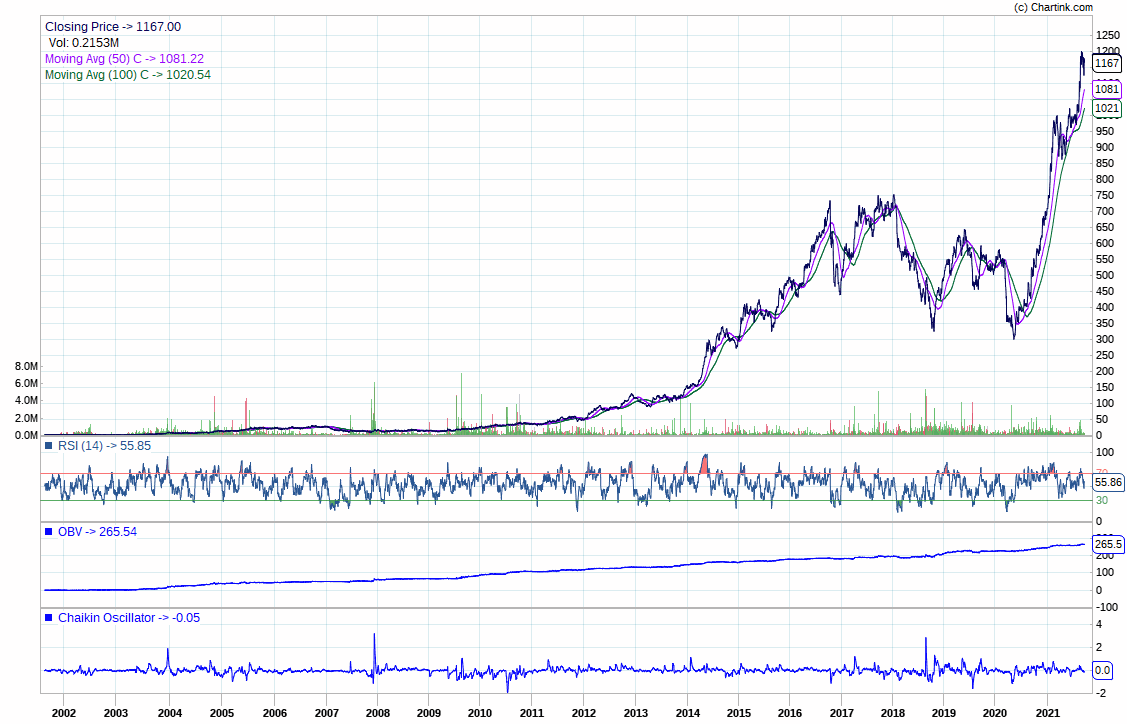 (c) Chartink.com
Closing Price -> 1167.00
Vol: 0.2153M
Moving Avg (50) C -> 1081.22
Moving Avg (100) C -> 1020.54
1250
1200
1167
1081
1021
950
900
850
800
750
700
650
600
550
500
450
400
350
300
250
200
150
100
50
0
8.0M
6.0M
4.0M
2.0M
0.0M
RSI (14) -> 55.85
100
70
55.86
30
0
OBV -> 265.54
265.5
200
100
0
-100
Chaikin Oscillator -> -0.05
4
2
0.0
-2
2002 2003 2004 2005 2006 2007 2008 2009 2010 2011 2012 2013 2014 2015 2016 2017 2018 2019 2020 2021